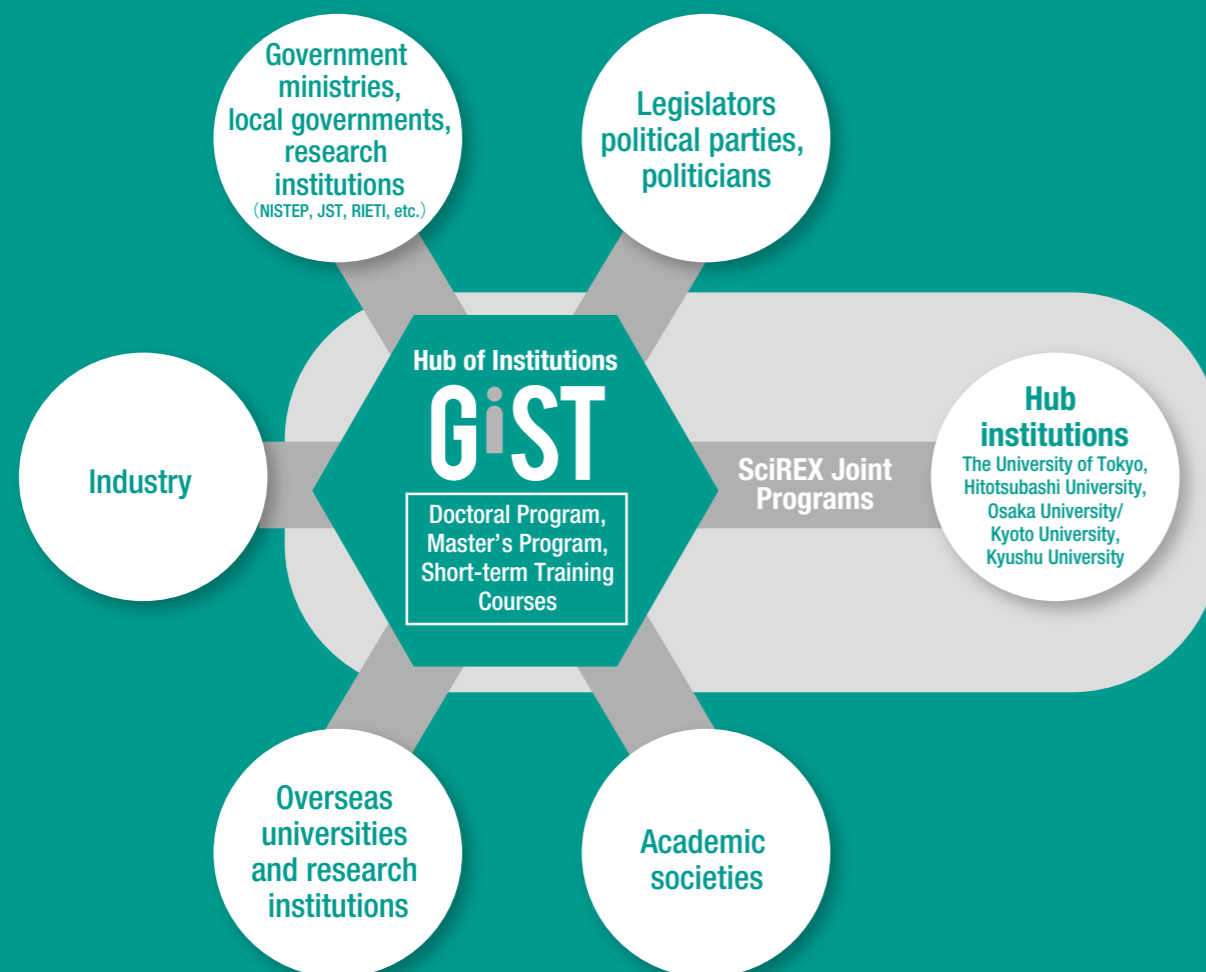 Government
ministries,
local governments,
research
institutions
(NISTEP, JST, RIETI, etc.)
Legislators
political parties,
politicians
Hub of Institutions
GiST
Doctoral Program,
Master's Program,
Short-term Training
Courses
Industry
SciREX Joint
Programs
Hub
institutions
The University of Tokyo,
Hitotsubashi University,
Osaka University/
Kyoto University,
Kyushu University
Overseas
universities
and research
institutions
Academic
societies